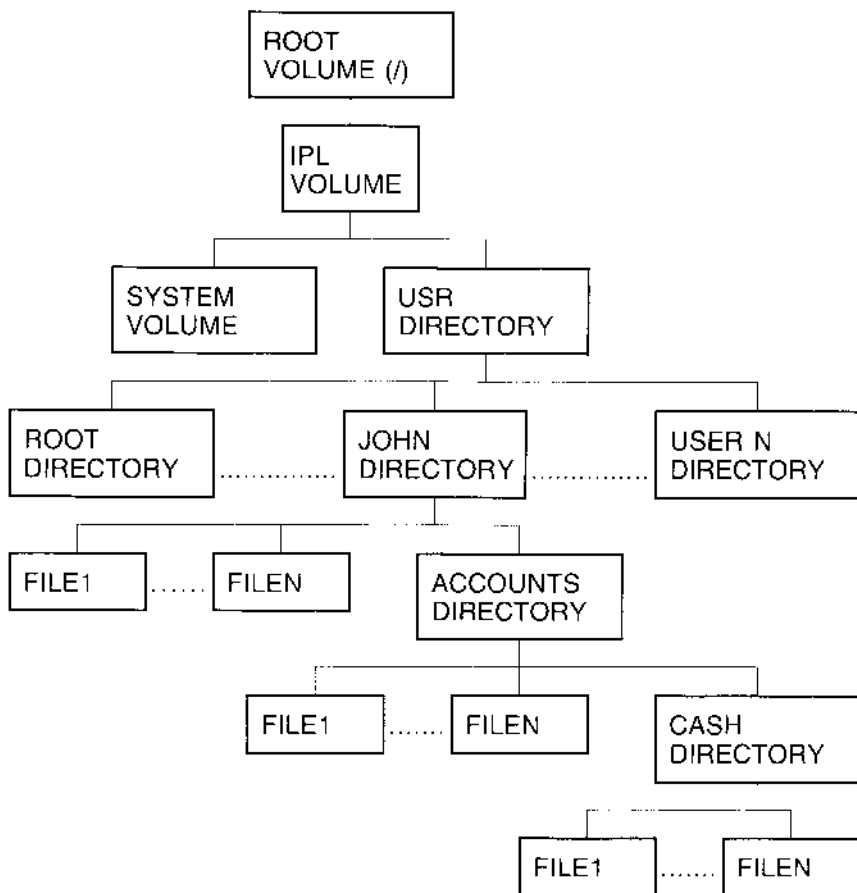 ROOT
VOLUME (/)
IPL
VOLUME
SYSTEM
VOLUME
USR
DIRECTORY
ROOT
DIRECTORY
JOHN
DIRECTORY
USER N
DIRECTORY
FILE1
FILEN
ACCOUNTS
DIRECTORY
FILE1
FILEN
CASH
DIRECTORY
FILE1
FILEN